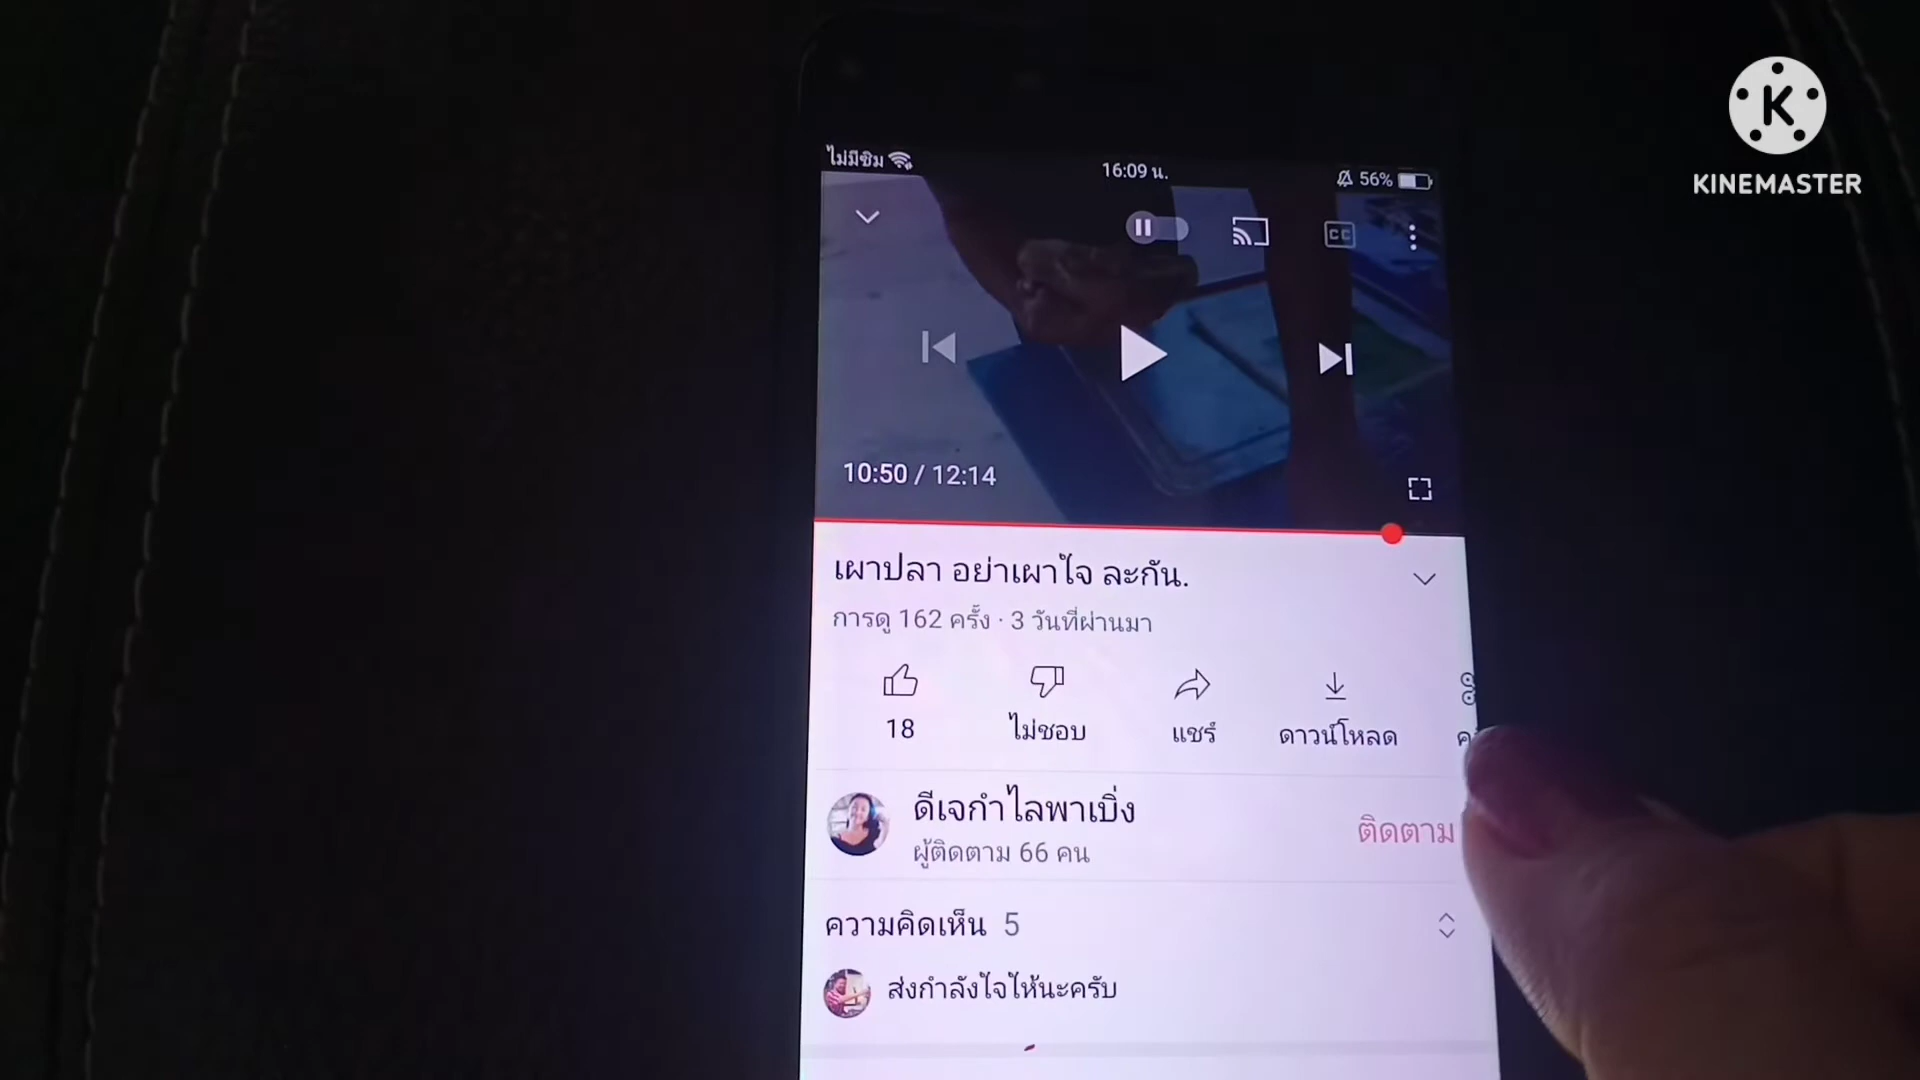 KINEMASTER
ไม่มีซิม
16:09 น.
56%
CC
10:50 / 12:14
เผาปลา อย่าเผาใจ ละกัน.
การดู 162 ครั้ง · 3 วันที่ผ่านมา
18
ไม่ชอบ
แชร์
ดาวน์โหลด
ดีเจกำไลพาเบิ่ง
ผู้ติดตาม 66 คน
ติดตาม
ความคิดเห็น 5
ส่งกำลังใจให้นะครับ